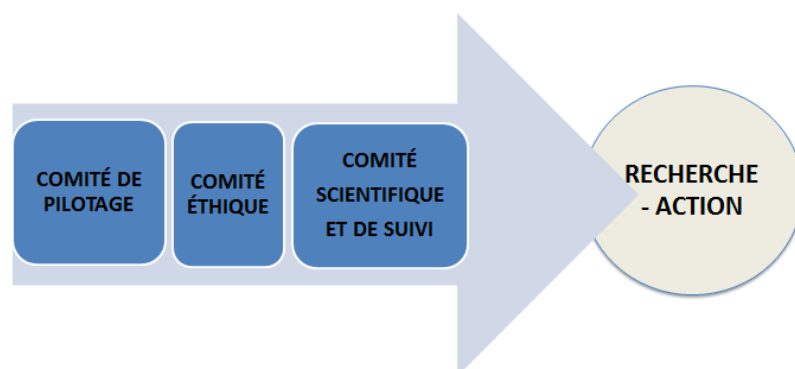 COMITÉ DE
PILOTAGE
COMITÉ
ÉTHIQUE
COMITÉ
SCIENTIFIQUE
ET DE SUIVI
RECHERCHE
- ACTION